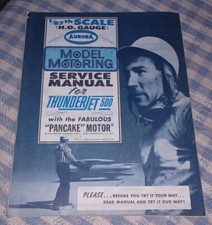 1/87th SCALE
(H.O. GAUGE)
AURORA
MODEL
MOTORING
SERVICE
MANUAL
for
THUNDERJET 500
with the FABULOUS
"PANCAKE" MOTOR"
PLEASE... BEFORE YOU TRY IT YOUR WAY...
READ MANUAL AND TRY IT OUR WAY!